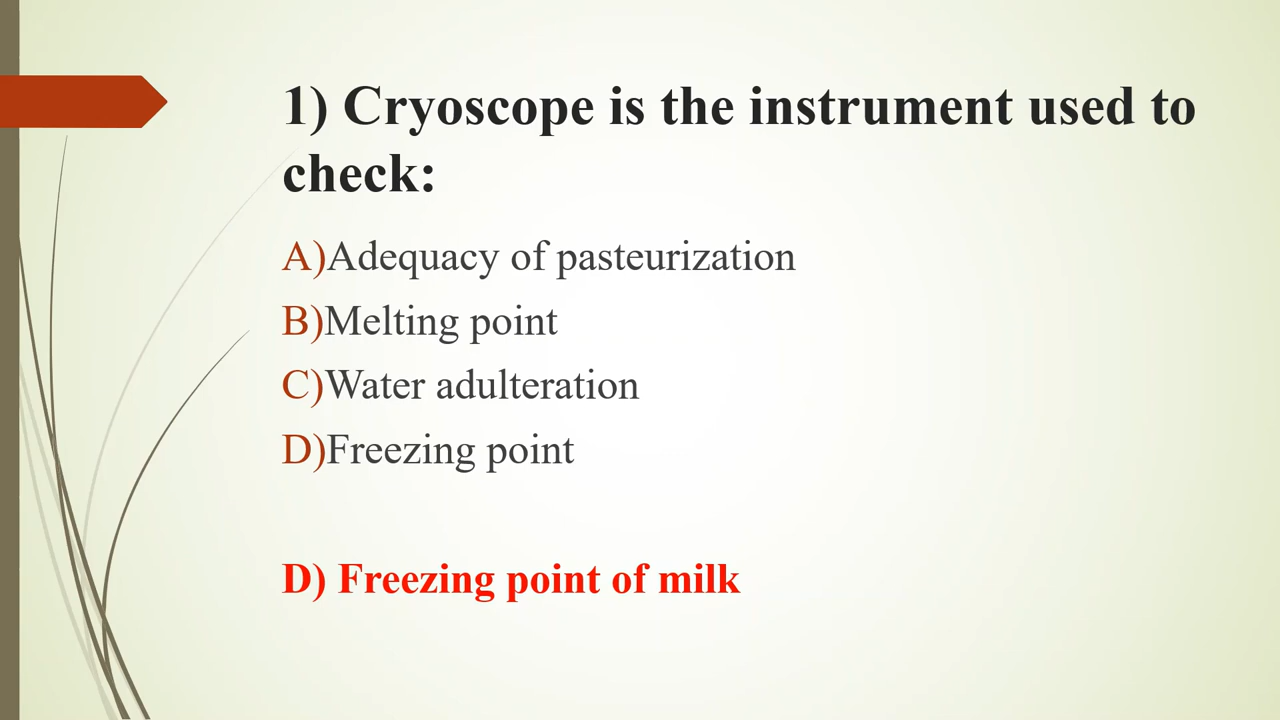 1) Cryoscope is the instrument used to
check:
A)Adequacy of pasteurization
B)Melting point
C)Water adulteration
D)Freezing point
D) Freezing point of milk